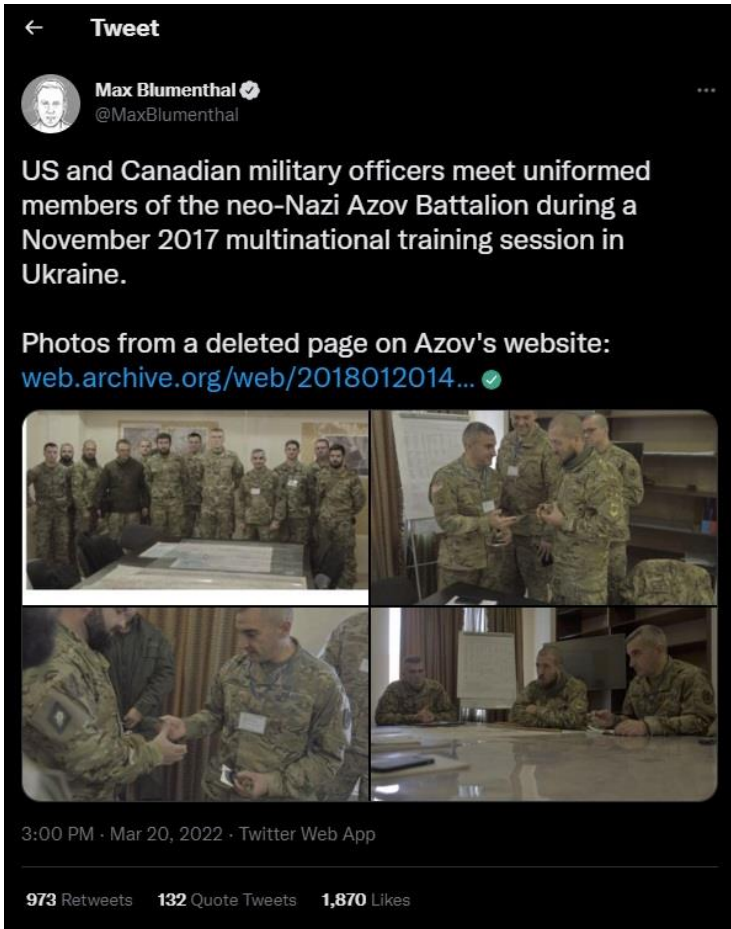 Tweet
Max Blumenthal
@MaxBlumenthal
US and Canadian military officers meet uniformed
members of the neo-Nazi Azov Battalion during a
November 2017 multinational training session in
Ukraine.
Photos from a deleted page on Azov's website:
web.archive.org/web/2018012014...
3:00 PM · Mar 20, 2022 · Twitter Web App
973 Retweets 132 Quote Tweets 1,870 Likes